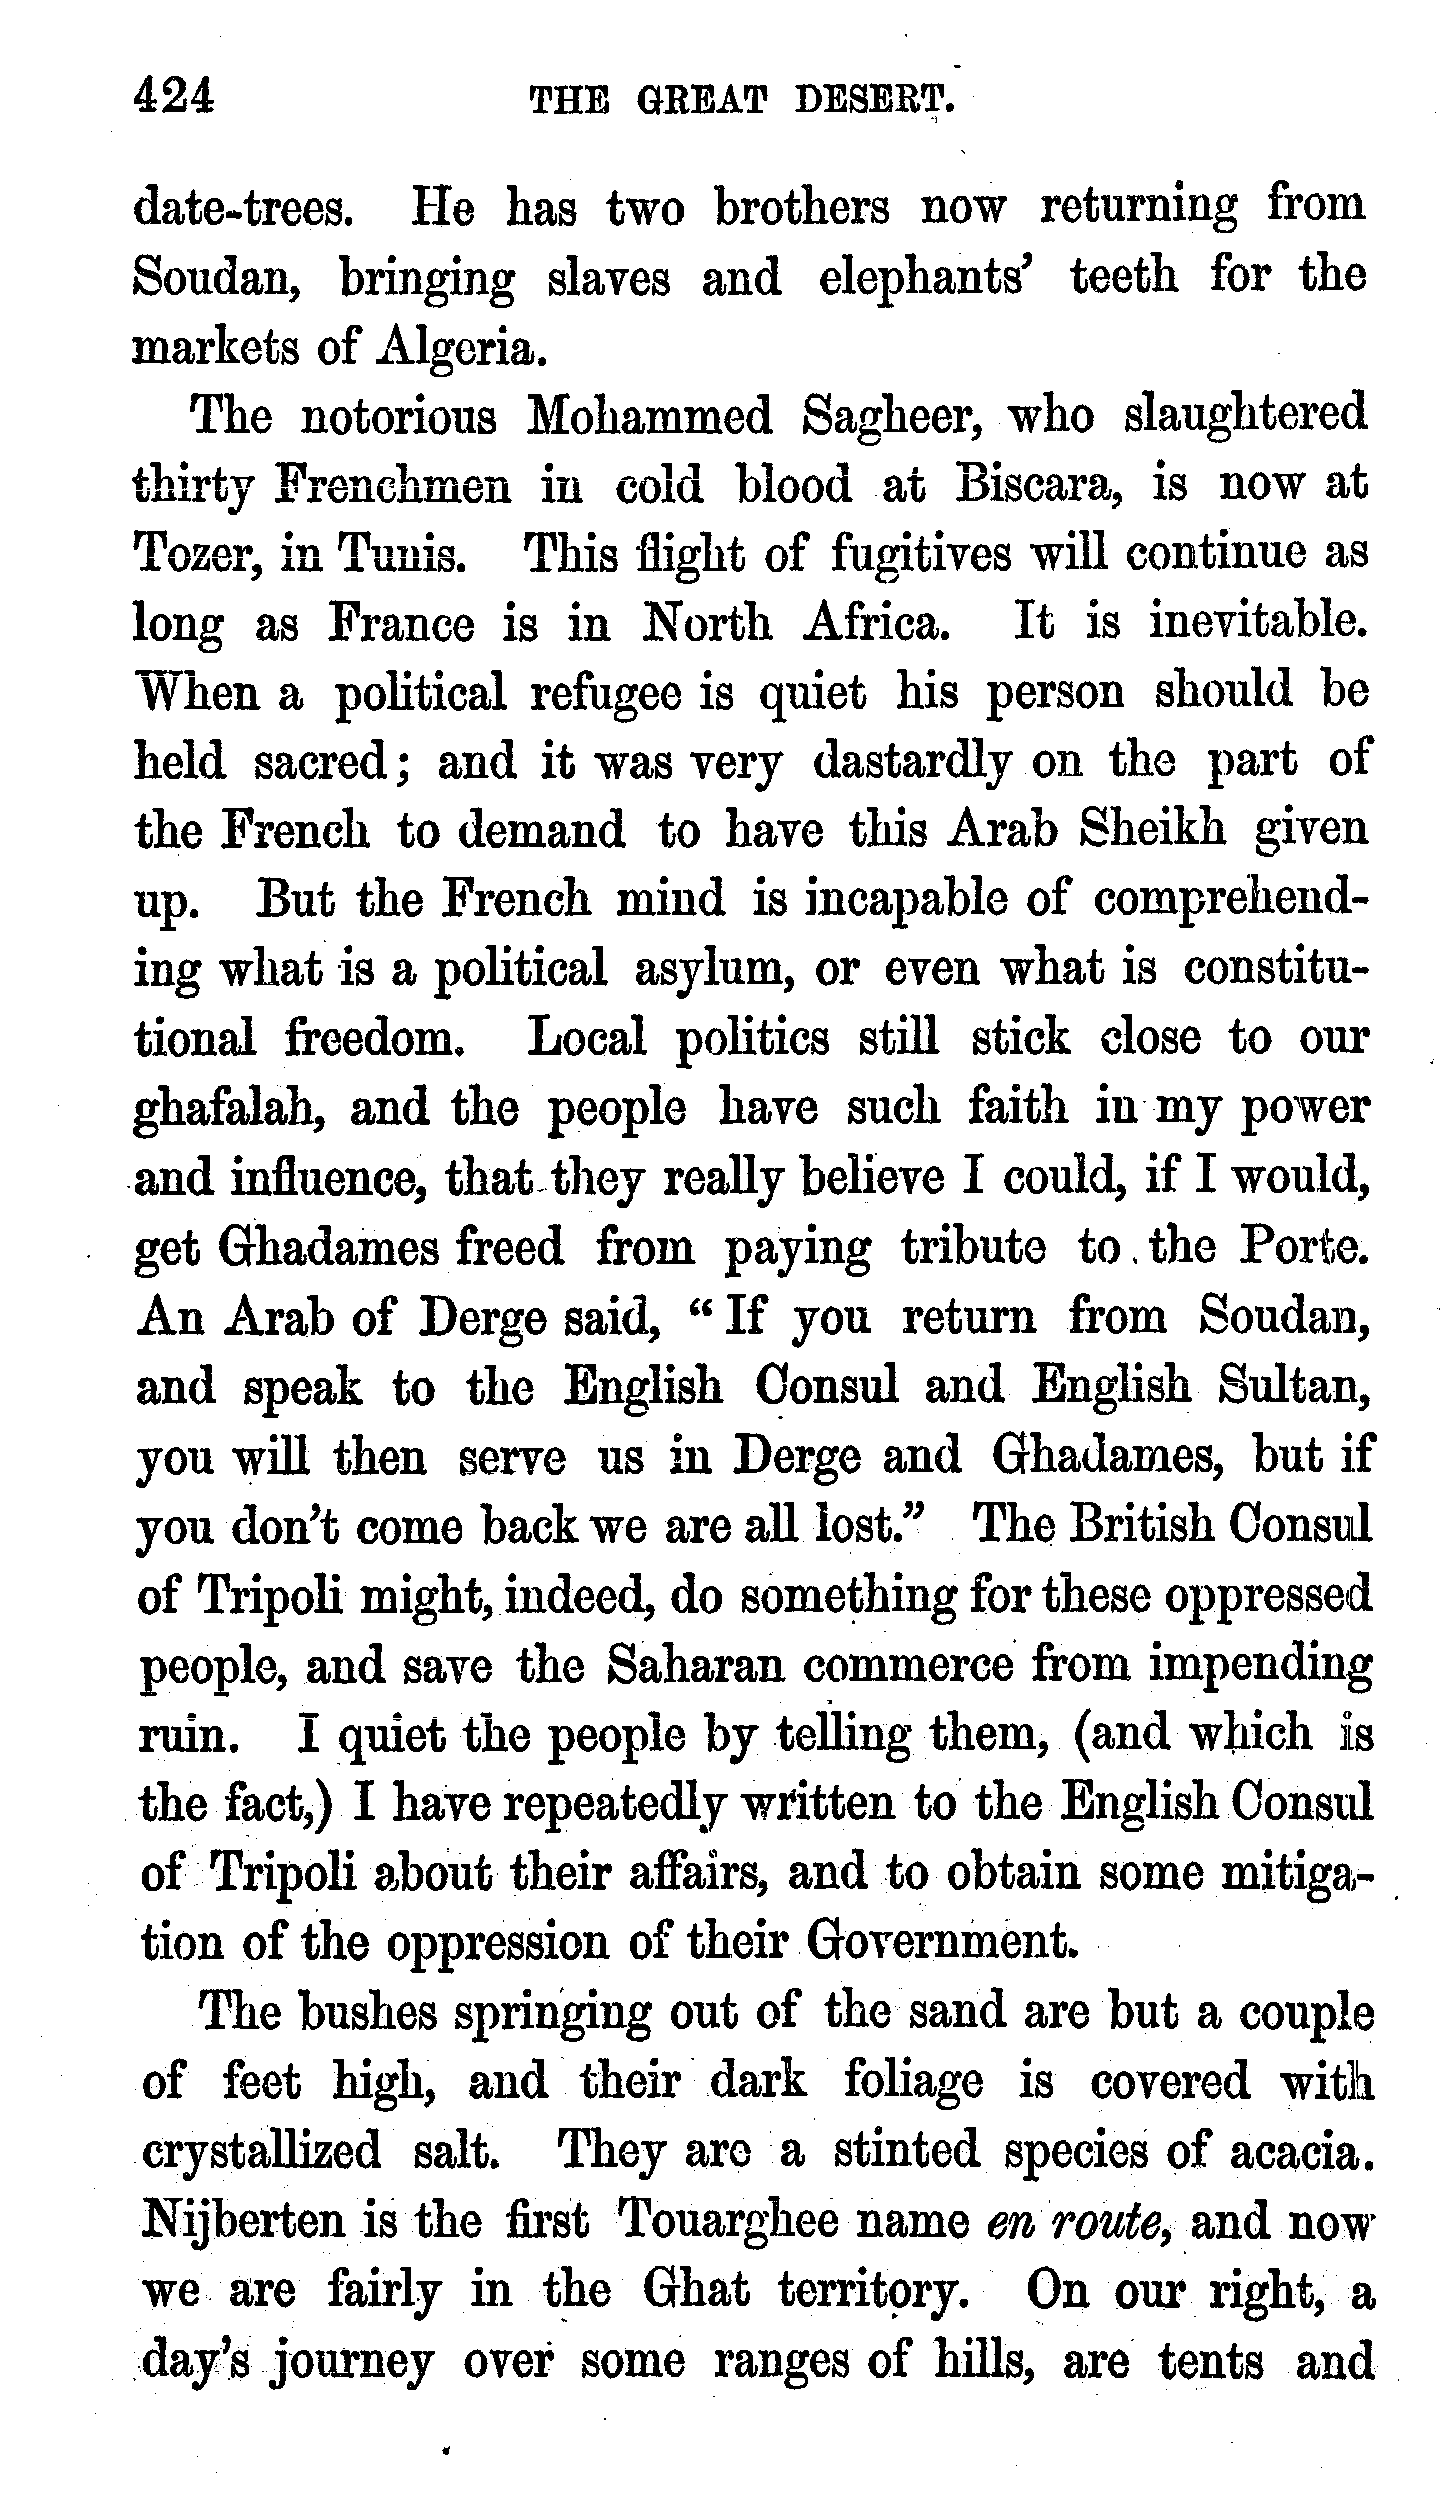 424 THE GREAT DESERT.
date-trees. He has two brothers now returning from
Soudan, bringing slaves and elephants' teeth for the
markets of Algeria.
The notorious Mohammed Sagheer, who slaughtered
thirty Frenchmen in cold blood at Biscara, is now at
Tozer, in Tunis. This flight of fugitives will continue as
long as France is in North Africa. It is inevitable.
When a political refugee is quiet his person should be
held sacred; and it was very dastardly on the part of
the French to demand to have this Arab Sheikh given
up. But the French mind is incapable of comprehend-
ing what is a political asylum, or even what is constitu-
tional freedom. Local politics still stick close to our
ghafalah, and the people have such faith in my power
and influence, that they really believe I could, if I would,
get Ghadames freed from paying tribute to the Porte.
An Arab of Derge said, "If you return from Soudan,
and speak to the English Consul and English Sultan,
you will then serve us in Derge and Ghadames, but if
you don't come back we are all lost." The British Consul
of Tripoli might, indeed, do something for these oppressed
people, and save the Saharan commerce from impending
ruin. I quiet the people by telling them, (and which is
the fact,) I have repeatedly written to the English Consul
of Tripoli about their affairs, and to obtain some mitiga-
tion of the oppression of their Government.
The bushes springing out of the sand are but a couple
of feet high, and their dark foliage is covered with
crystallized salt. They are a stinted species of acacia.
Nijberten is the first Touarghee name en route, and now
we are fairly in the Ghat territory. On our right, a
day's journey over some ranges of hills, are tents and